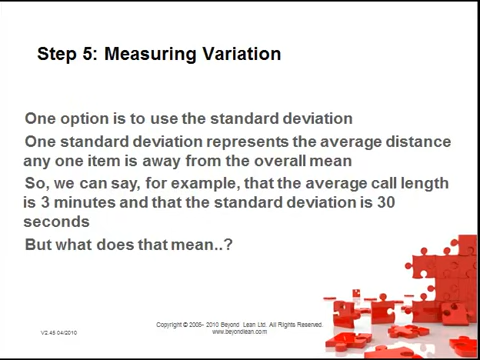 Step 5: Measuring Variation
One option is to use the standard deviation
One standard deviation represents the average distance
any one item is away from the overall mean
So, we can say, for example, that the average call length
is 3 minutes and that the standard deviation is 30
seconds
But what does that mean..?
V2.45 04/2010
Copyright © 2005- 2010 Beyond Lean Ltd. All Rights Reserved.
www.beyondlean.com